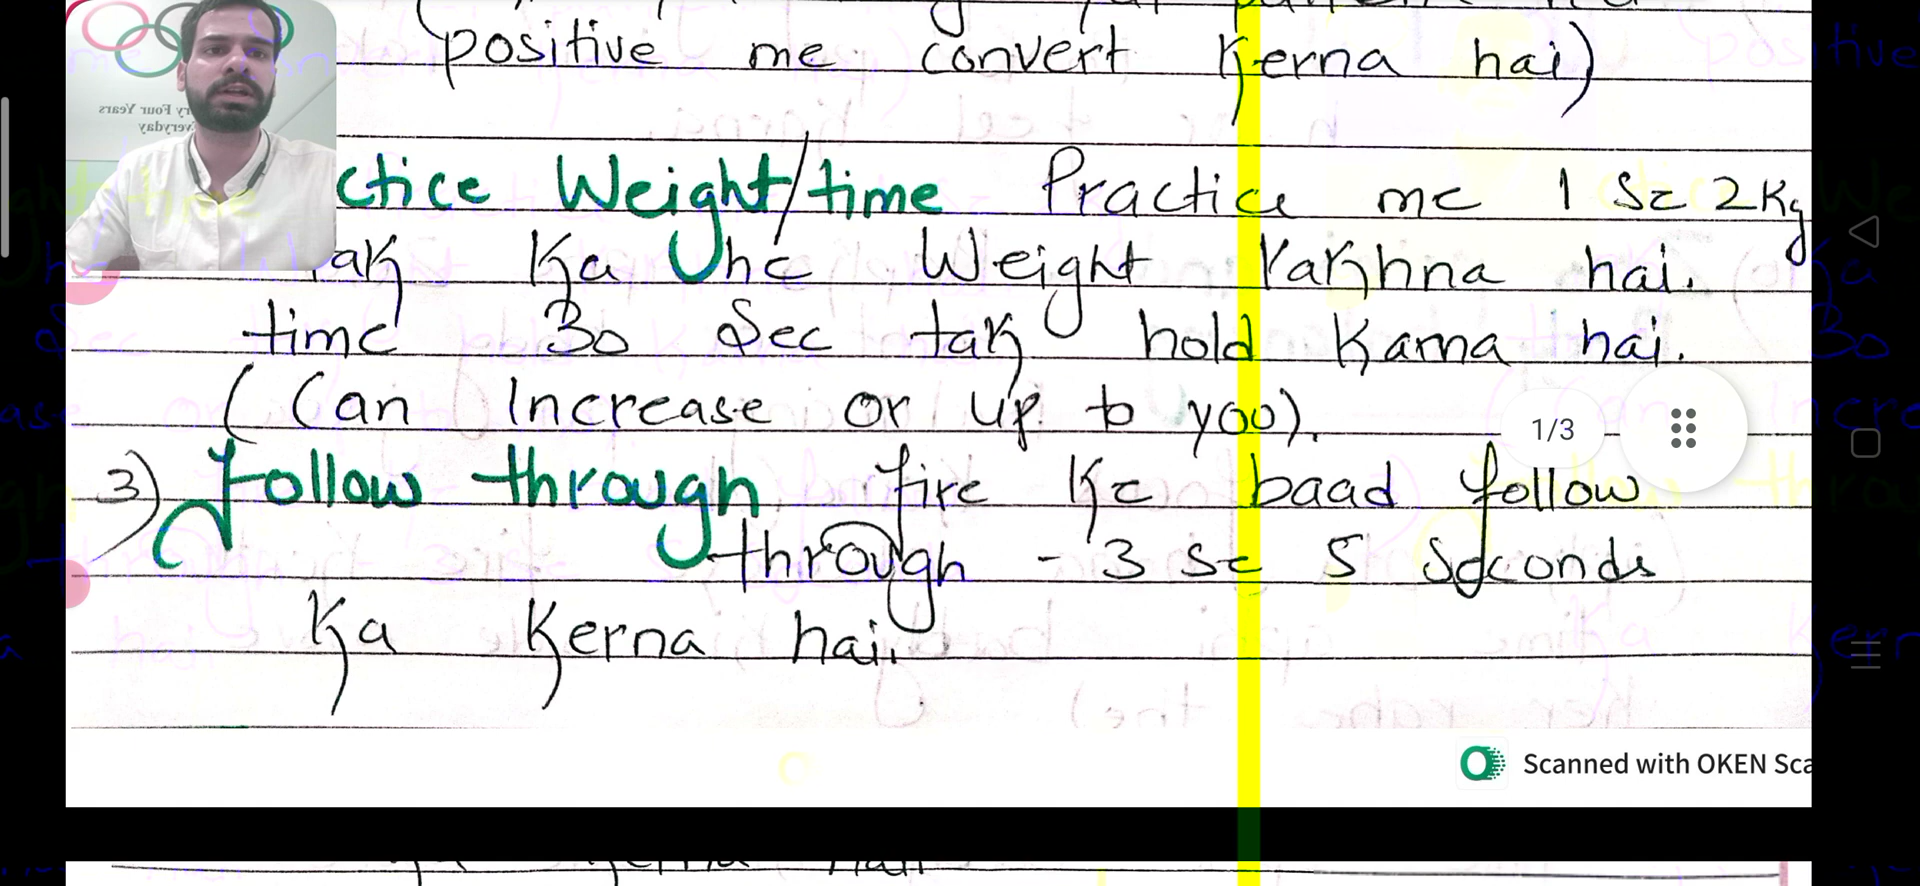 positive me convert Kerna hai)
ctice Weight/time Practice me 1 se 2Kg
Tak Ka he Weight Rakhna hai.
time 30 Sec tak hold Karna hai.
(Can Increase or up to you).
1/3
3) Follow through fire Ke baad follow
through - 3 se 5 Seconds
Ka Kerna hai.
Scanned with OKEN Sca